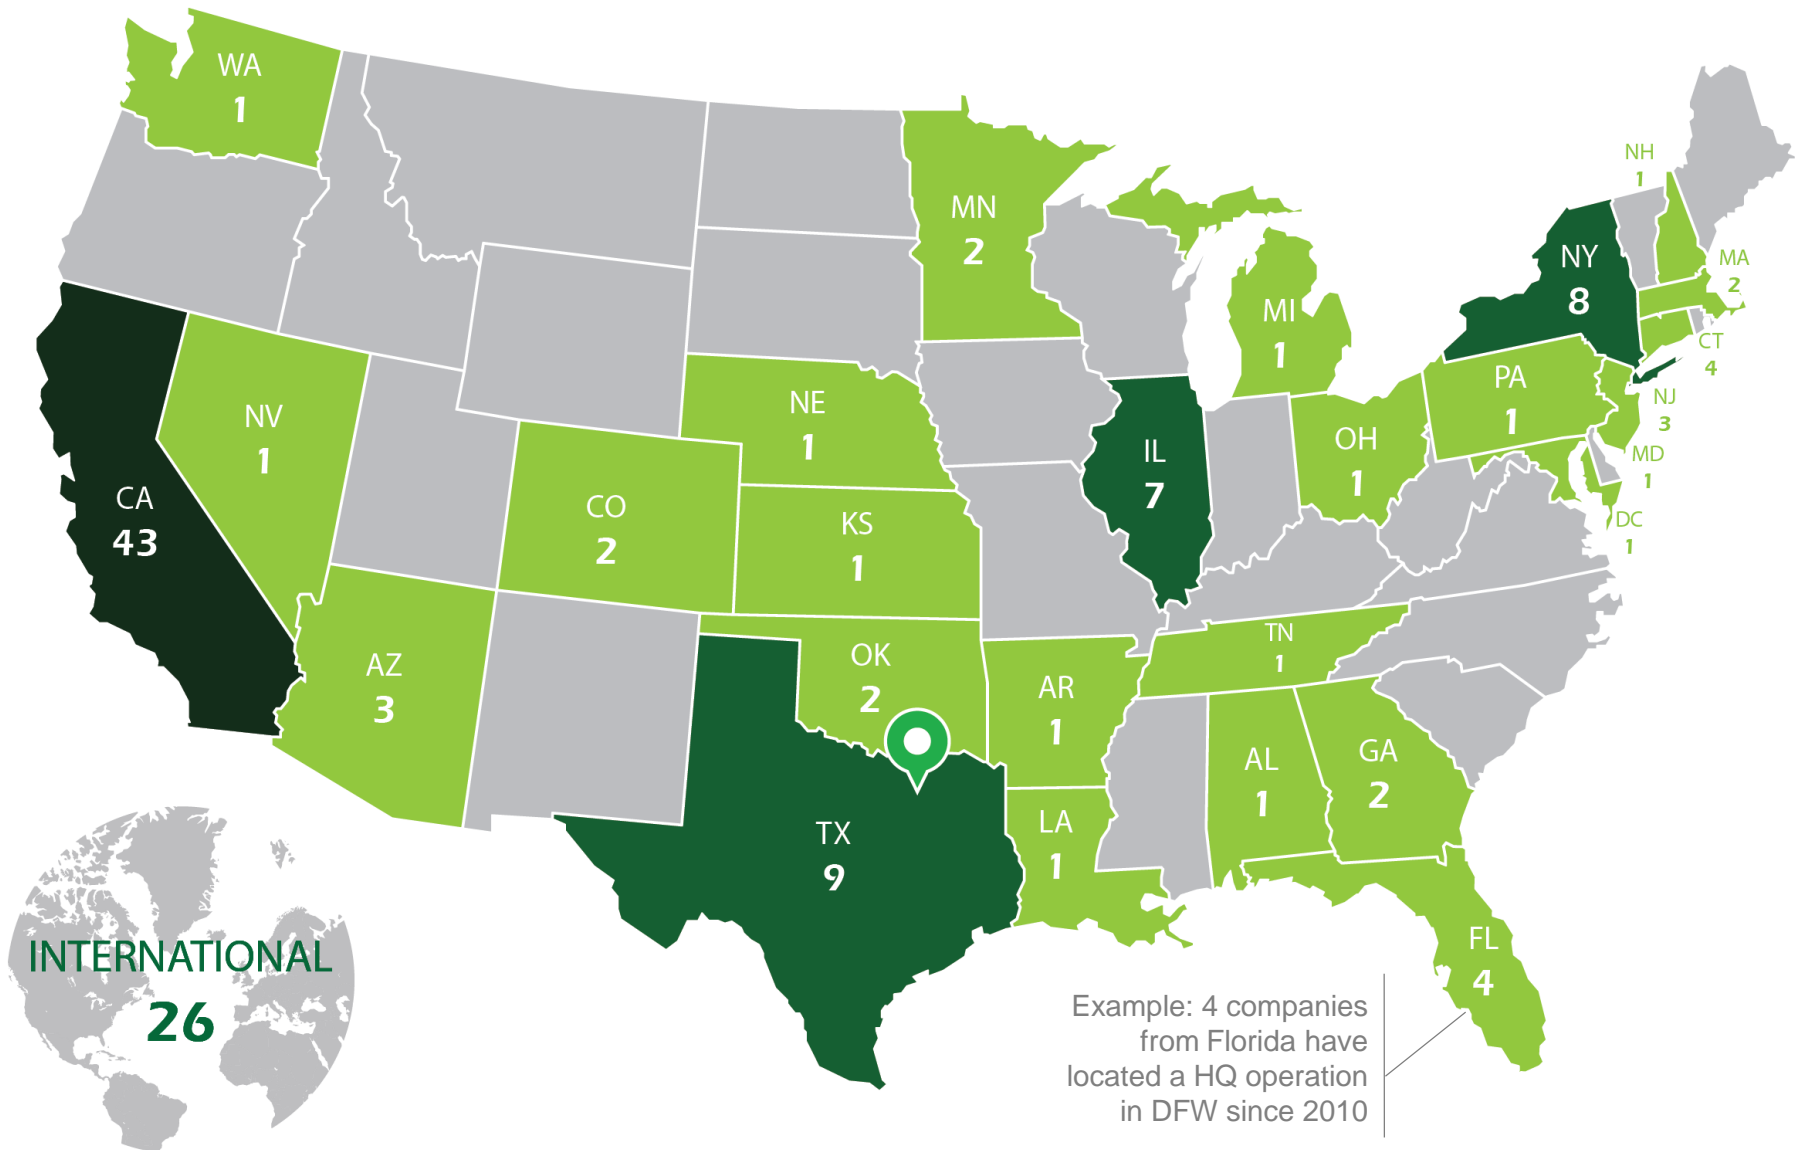 WA
1
NH
1
MN
2
NY
8
MA
2
MI
1
CT
4
PA
1
NE
1
NJ
3
NV
1
OH
1
IL
7
MD
1
CA
43
CO
2
KS
1
DC
1
TN
1
AZ
3
OK
2
AR
1
AL
1
GA
2
LA
1
TX
9
FL
4
INTERNATIONAL
26
Example: 4 companies
from Florida have
located a HQ operation
in DFW since 2010